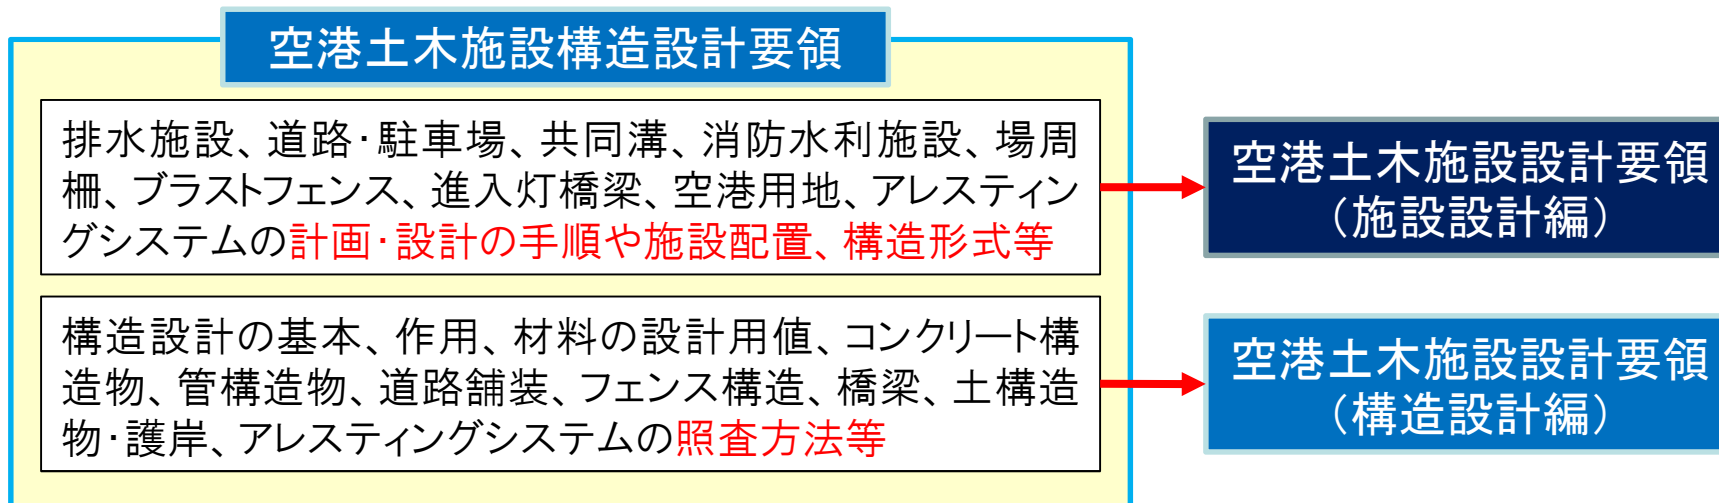 空港土木施設構造設計要領
排水施設、道路・駐車場、共同溝、消防水利施設、場周
柵、ブラストフェンス、進入灯橋梁、空港用地、アレスティン
グシステムの計画・設計の手順や施設配置、構造形式等
空港土木施設設計要領
（施設設計編）
構造設計の基本、作用、材料の設計用値、コンクリート構
造物、管構造物、道路舗装、フェンス構造、橋梁、土構造
物・護岸、アレスティングシステムの照査方法等
空港土木施設設計要領
（構造設計編）